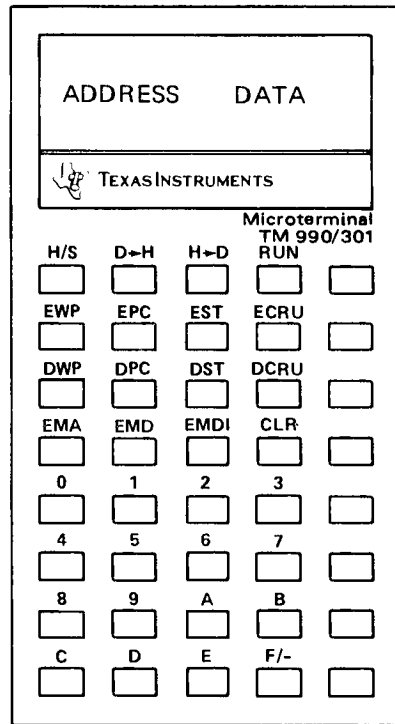 ADDRESS DATA
TEXAS INSTRUMENTS
Microterminal
TM 990/301
H/S D►H H►D RUN
EWP EPC EST ECRU
DWP DPC DST DCRU
EMA EMD EMDI CLR
0 1 2 3
4 5 6 7
8 9 A B
C D E F/-